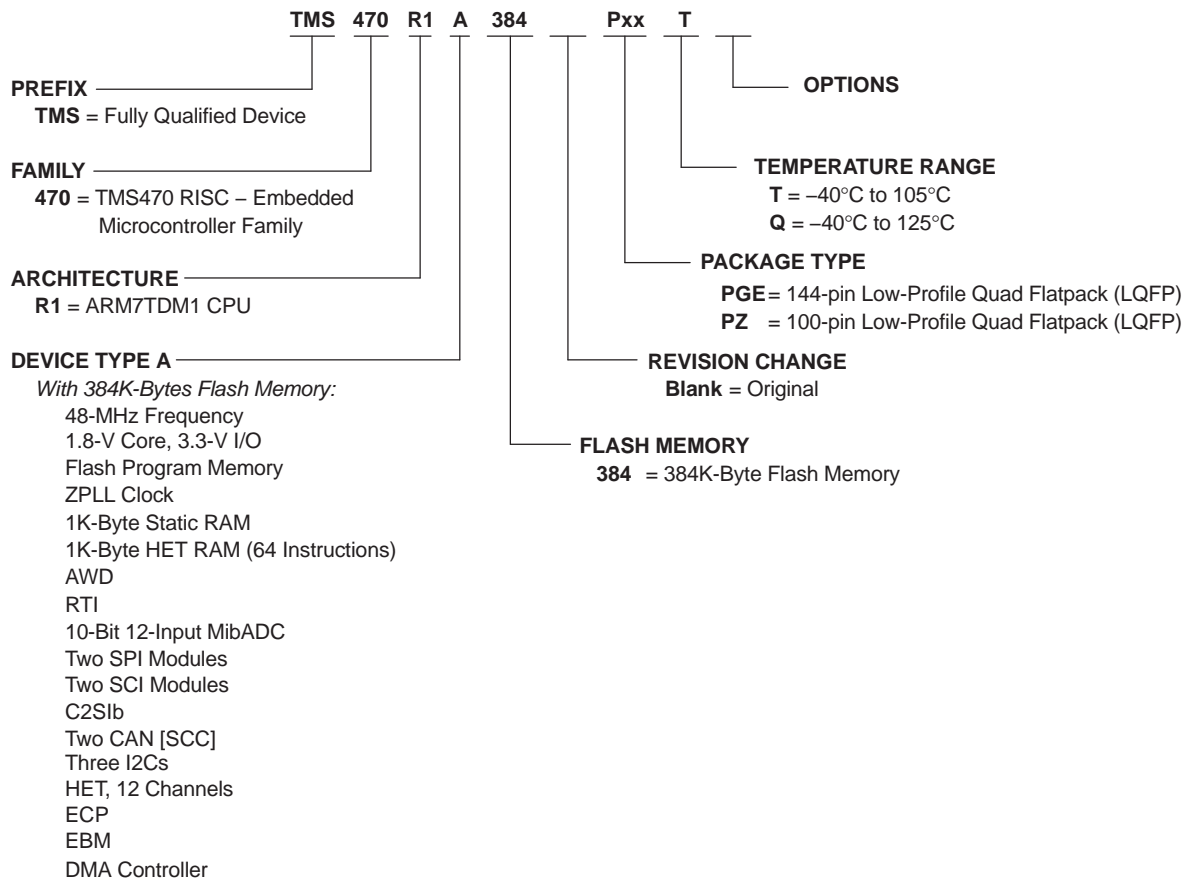 TMS 470 R1 A 384 Pxx T
PREFIX
TMS = Fully Qualified Device
FAMILY
470 = TMS470 RISC − Embedded
Microcontroller Family
ARCHITECTURE
R1 = ARM7TDM1 CPU
DEVICE TYPE A
With 384K-Bytes Flash Memory:
48-MHz Frequency
1.8-V Core, 3.3-V I/O
Flash Program Memory
ZPLL Clock
1K-Byte Static RAM
1K-Byte HET RAM (64 Instructions)
AWD
RTI
10-Bit 12-Input MibADC
Two SPI Modules
Two SCI Modules
C2SIb
Two CAN [SCC]
Three I2Cs
HET, 12 Channels
ECP
EBM
DMA Controller
OPTIONS
TEMPERATURE RANGE
T = −40°C to 105°C
Q = −40°C to 125°C
PACKAGE TYPE
PGE = 144-pin Low-Profile Quad Flatpack (LQFP)
PZ = 100-pin Low-Profile Quad Flatpack (LQFP)
REVISION CHANGE
Blank = Original
FLASH MEMORY
384 = 384K-Byte Flash Memory